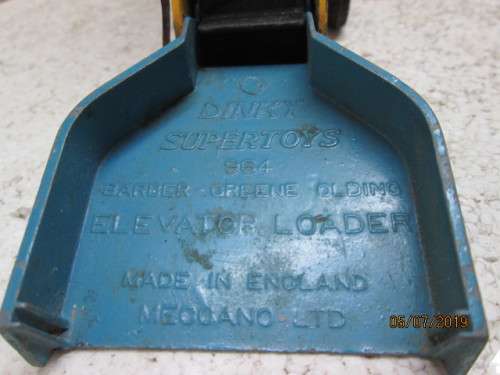 DINKY
SUPERTOYS
964
BARBER-GREENE OLDING
ELEVATOR LOADER
MADE IN ENGLAND
MECCANO LTD
05/07/2019